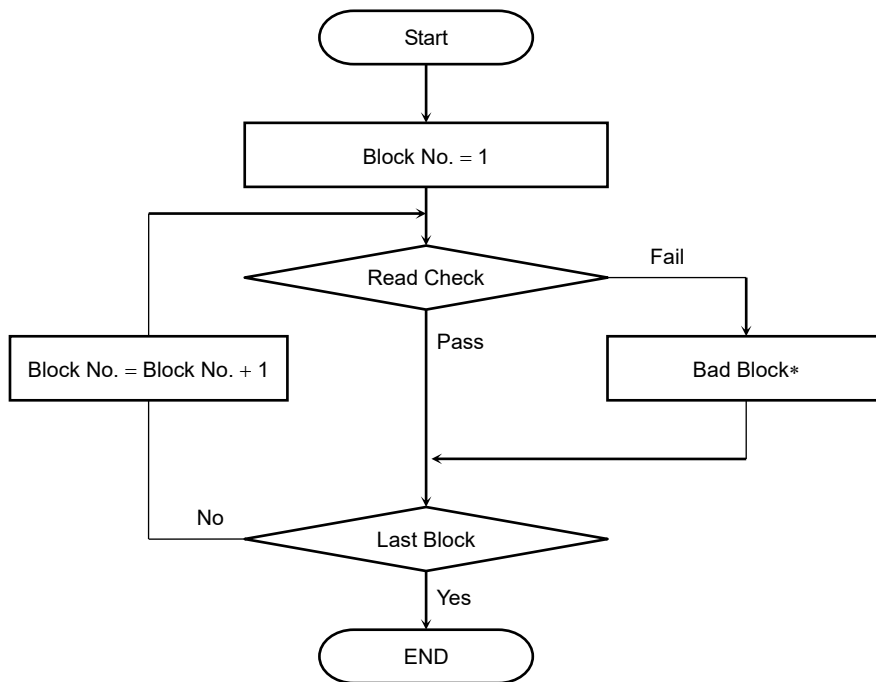 Start
Block No. = 1
Read Check
Fail
Pass
Block No. = Block No. + 1
Bad Block∗
No
Last Block
Yes
END